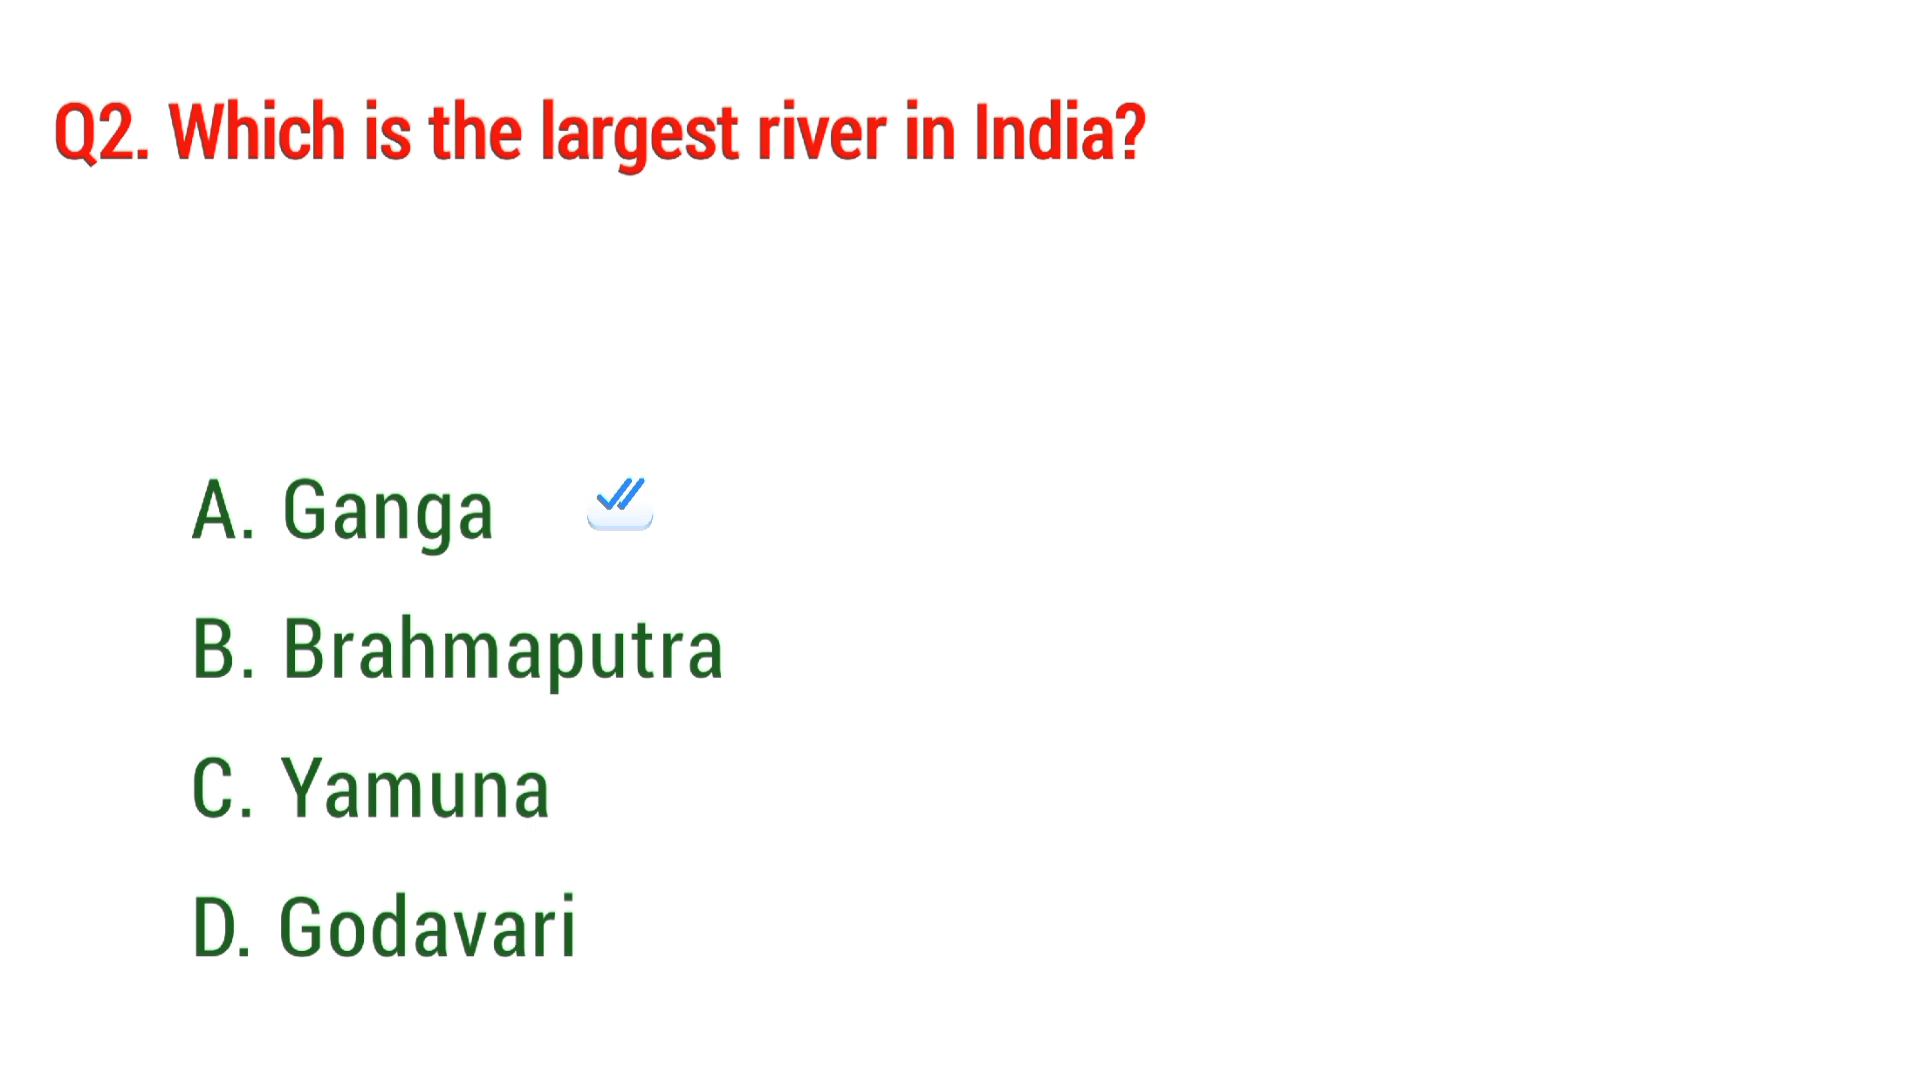 Q2. Which is the largest river in India?
A. Ganga
B. Brahmaputra
C. Yamuna
D. Godavari